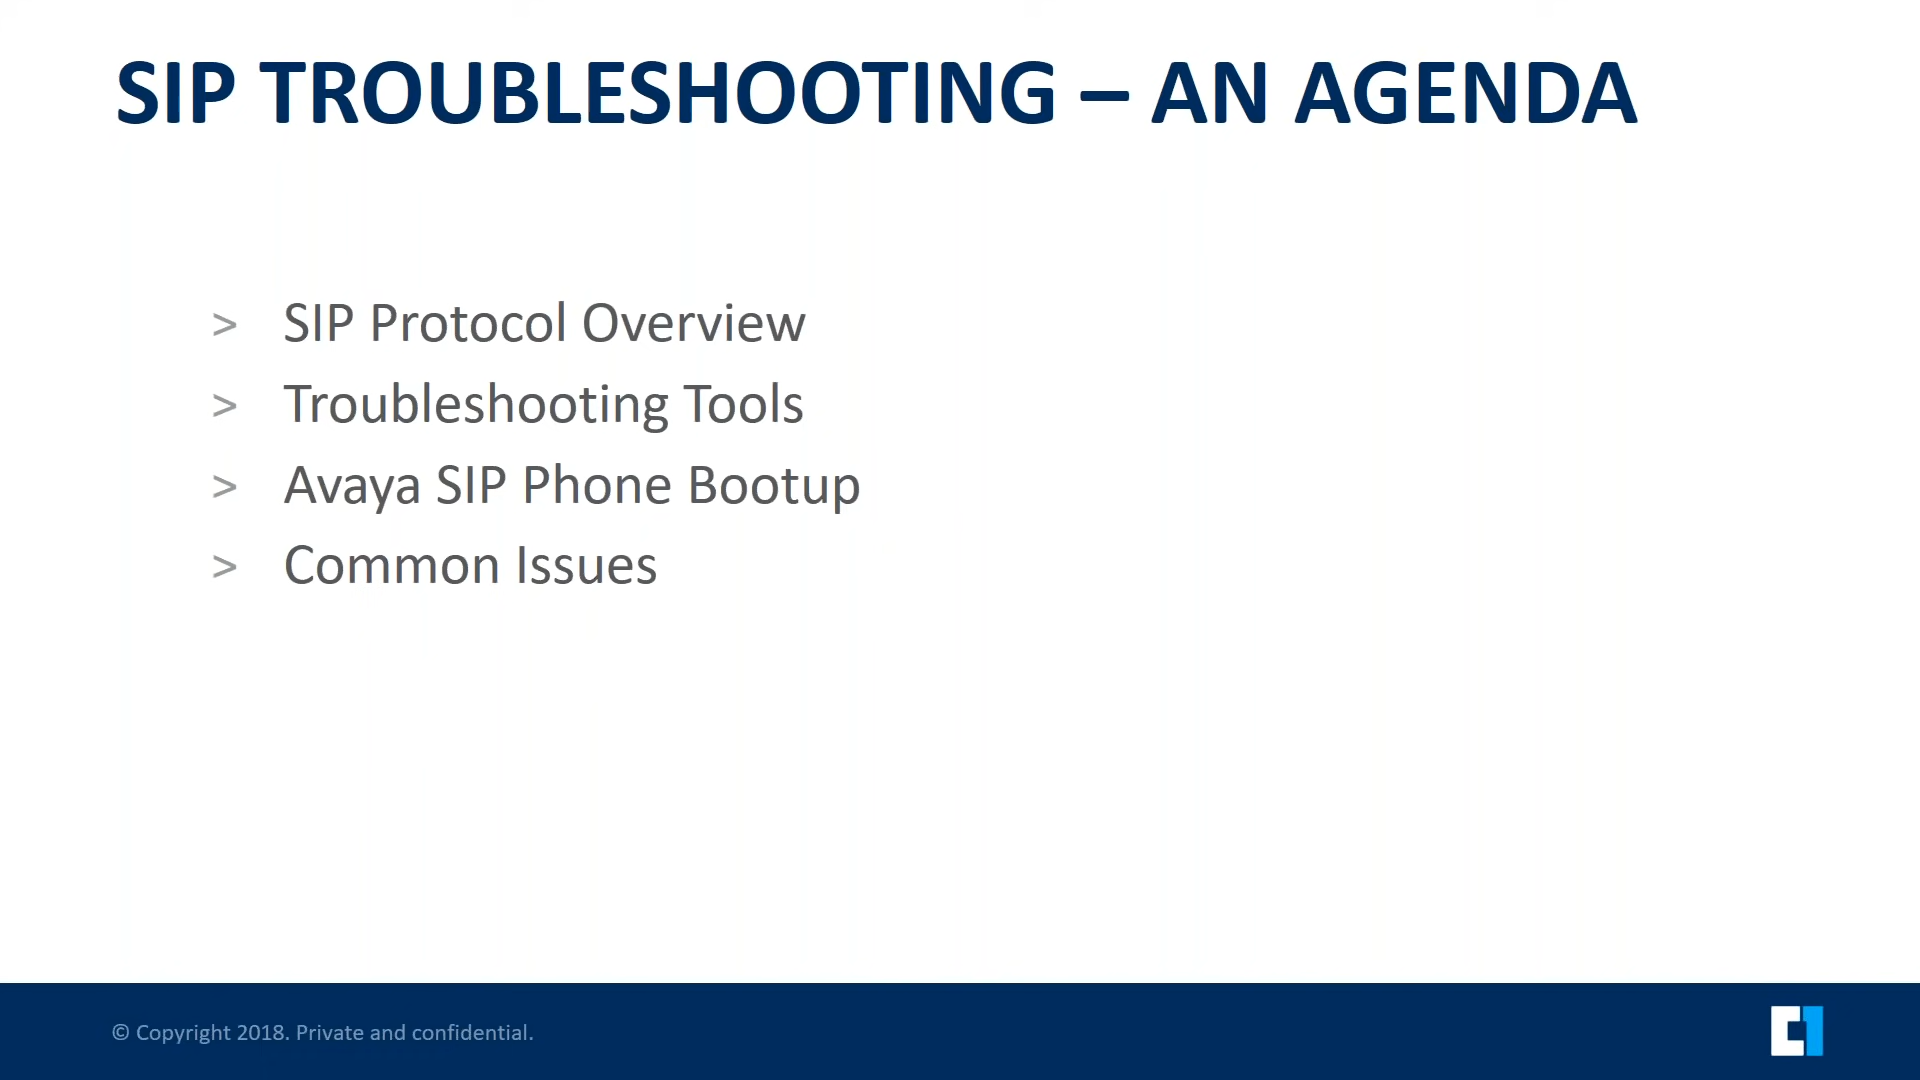 SIP TROUBLESHOOTING – AN AGENDA
> SIP Protocol Overview
> Troubleshooting Tools
> Avaya SIP Phone Bootup
> Common Issues
© Copyright 2018. Private and confidential.